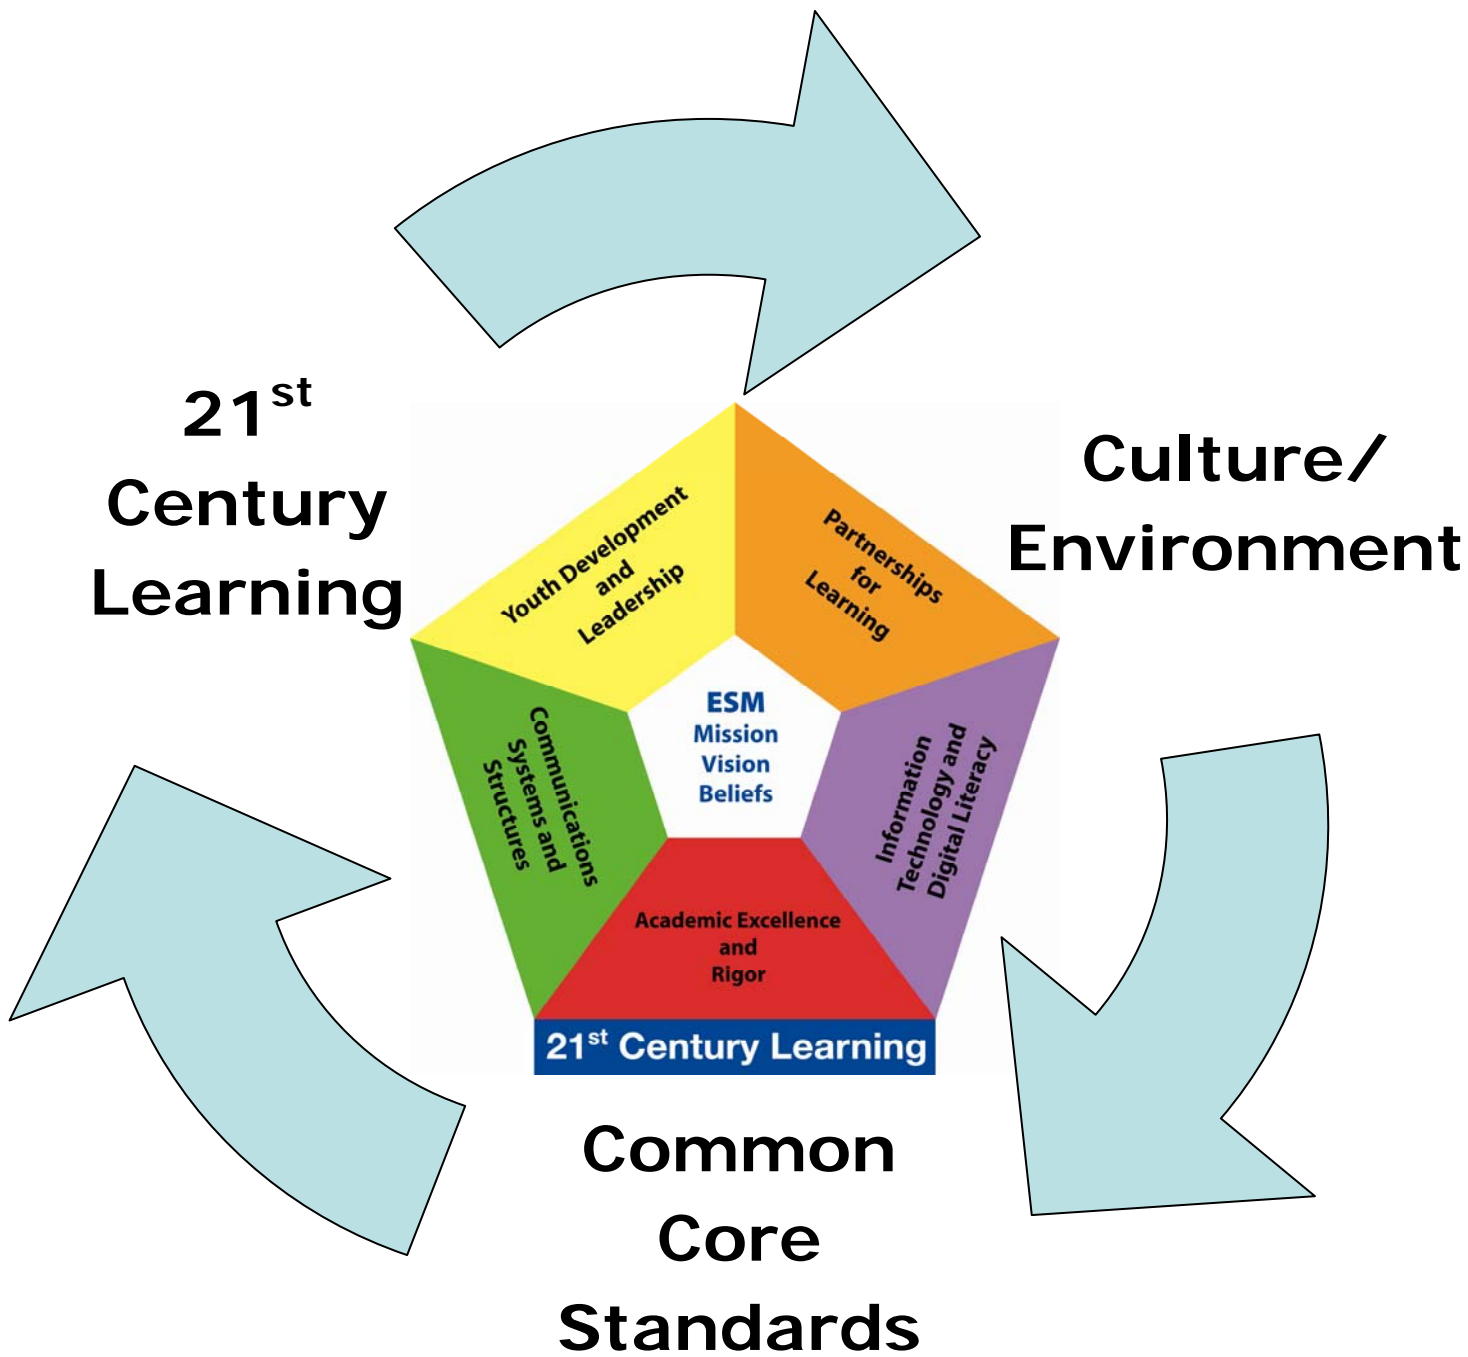 21st
Century
Learning
Culture/
Environment
Youth Development
and
Leadership
Partnerships
for
Learning
ESM
Mission
Vision
Beliefs
Communications
Systems and
Structures
Information
Technology and
Digital Literacy
Academic Excellence
and
Rigor
21st Century Learning
Common
Core
Standards